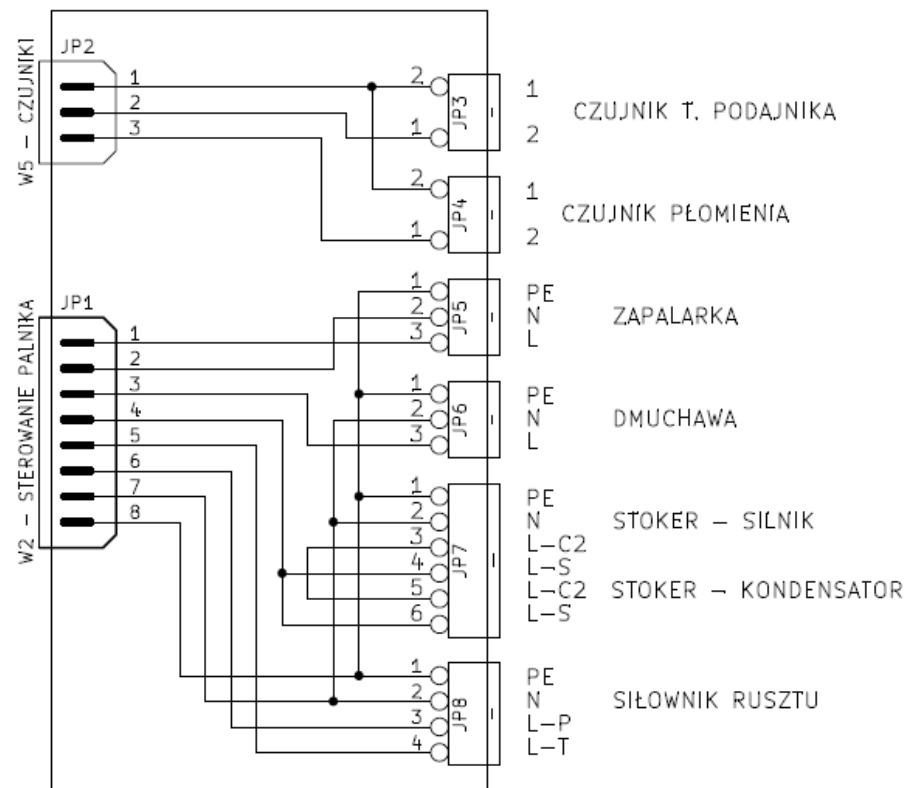 JP2
W5 – CZUJNIKI
1
2
3
2
1
JP3
1
2
CZUJNIK T. PODAJNIKA
2
1
JP4
1
2
CZUJNIK PŁOMIENIA
JP1
W2 – STEROWANIE PALNIKA
1
2
3
4
5
6
7
8
1
2
3
JP5
PE
N
L
ZAPALARKA
1
2
3
JP6
PE
N
L
DMUCHAWA
1
2
3
4
5
6
JP7
PE
N
L–C2
L–S
L–C2
L–S
STOKER – SILNIK
STOKER – KONDENSATOR
1
2
3
4
JP8
PE
N
L–P
L–T
SIŁOWNIK RUSZTU